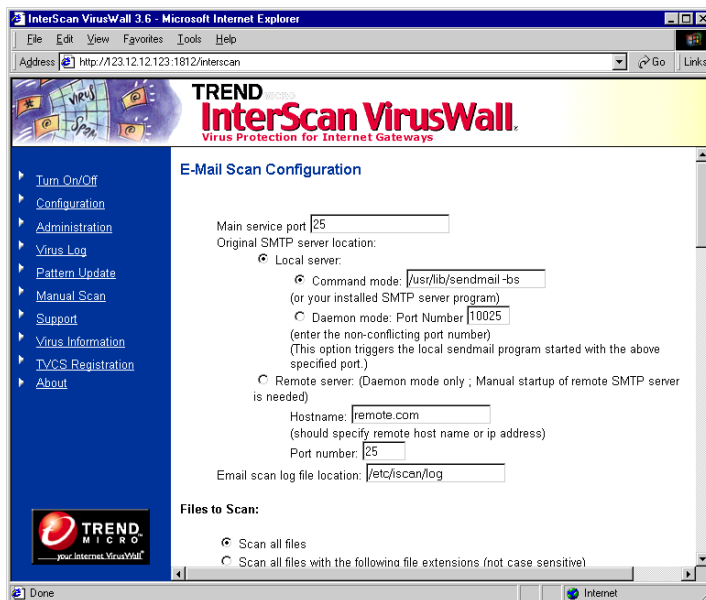 InterScan VirusWall 3.6 - Microsoft Internet Explorer
File Edit View Favorites Tools Help
Address http://123.12.12.123:1812/interscan Go Links
VIRUS
Spam
TREND MICRO
InterScan VirusWall.
Virus Protection for Internet Gateways
Turn On/Off
Configuration
Administration
Virus Log
Pattern Update
Manual Scan
Support
Virus Information
TVCS Registration
About
TREND
MICRO
your Internet VirusWall
E-Mail Scan Configuration
Main service port 25
Original SMTP server location:
Local server:
Command mode: /usr/lib/sendmail -bs
(or your installed SMTP server program)
Daemon mode: Port Number 10025
(enter the non-conflicting port number)
(This option triggers the local sendmail program started with the above
specified port.)
Remote server: (Daemon mode only ; Manual startup of remote SMTP server
is needed)
Hostname: remote.com
(should specify remote host name or ip address)
Port number: 25
Email scan log file location: /etc/iscan/log
Files to Scan:
Scan all files
Scan all files with the following file extensions (not case sensitive)
Done Internet